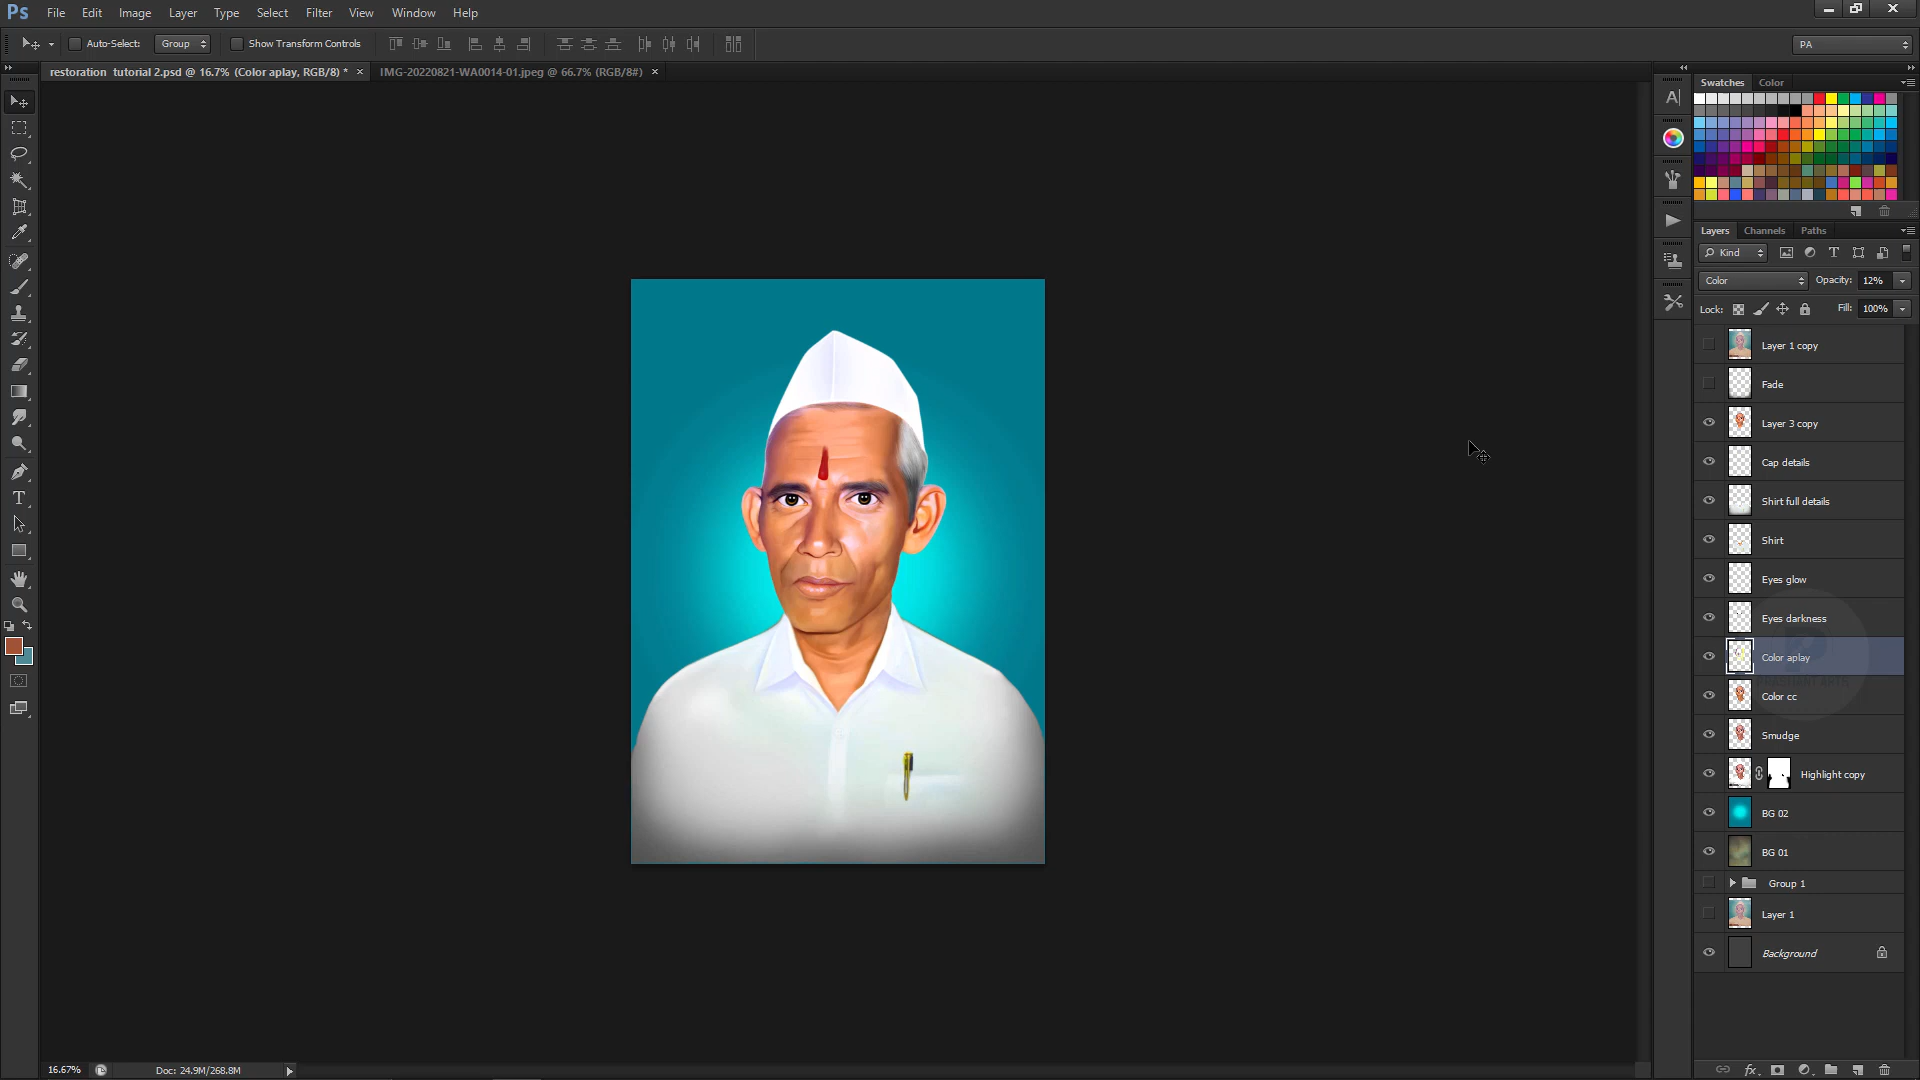 Ps File Edit Image Layer Type Select Filter View Window Help
Auto-Select: Group Show Transform Controls PA
restoration tutorial 2.psd @ 16.7% (Color aplay, RGB/8) * × IMG-20220821-WA0014-01.jpeg @ 66.7% (RGB/8#) ×
Swatches Color
Layers Channels Paths
Kind
Color Opacity: 12%
Lock: Fill: 100%
Layer 1 copy
Fade
Layer 3 copy
Cap details
Shirt full details
Shirt
Eyes glow
Eyes darkness
Color aplay
Color cc
Smudge
Highlight copy
BG 02
BG 01
Group 1
Layer 1
Background
16.67% Doc: 24.9M/268.8M